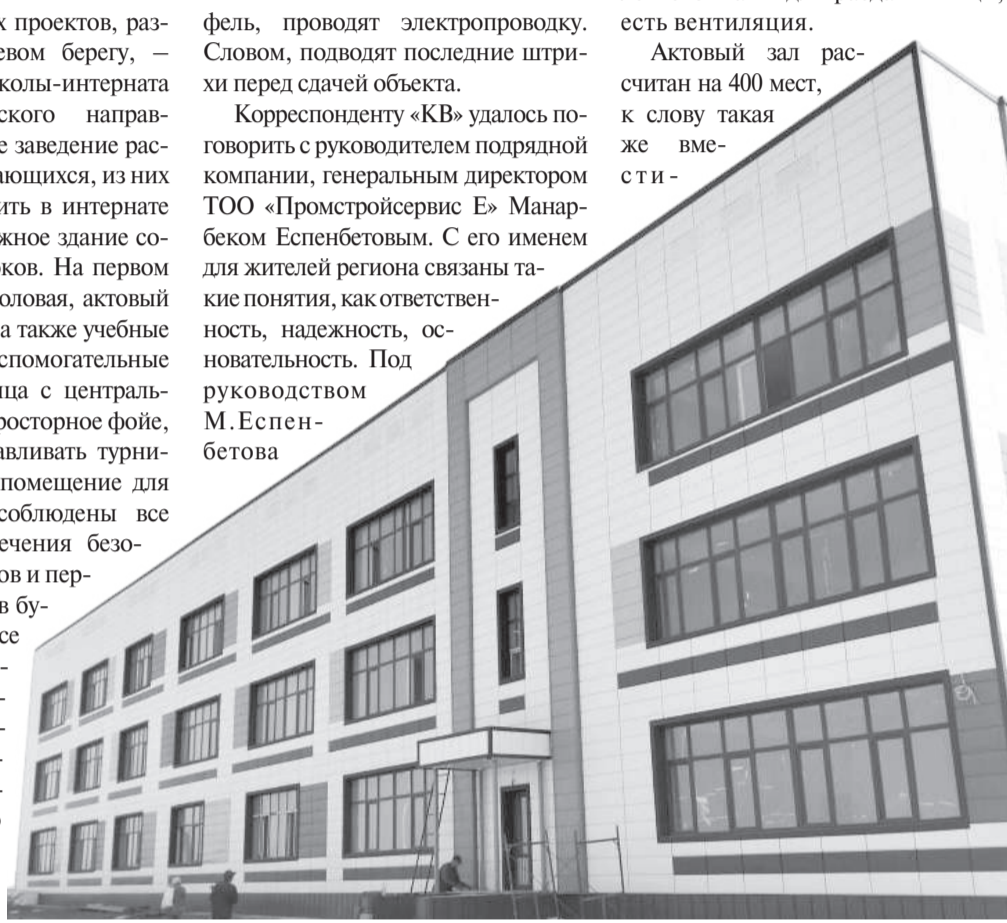 х проектов, раз-
евом берегу, –
колы-интерната
ского направ-
е заведение рас-
ающихся, из них
ить в интернате
жное здание со-
оков. На первом
оловая, актовый
а также учебные
спомогательные
ица с централь-
росторное фойе,
авливать турни-
помещение для
соблюдены все
ечения безо-
ов и пер-
в бу-
се
фель, проводят электропроводку.
Словом, подводят последние штри-
хи перед сдачей объекта.
Корреспонденту «КВ» удалось по-
говорить с руководителем подрядной
компании, генеральным директором
ТОО «Промстройсервис Е» Манар-
беком Еспенбетовым. С его именем
для жителей региона связаны та-
кие понятия, как ответствен-
ность, надежность, ос-
новательность. Под
руководством
М.Еспен-
бетова
есть вентиляция.
Актовый зал рас-
считан на 400 мест,
к слову такая
же вме-
сти-